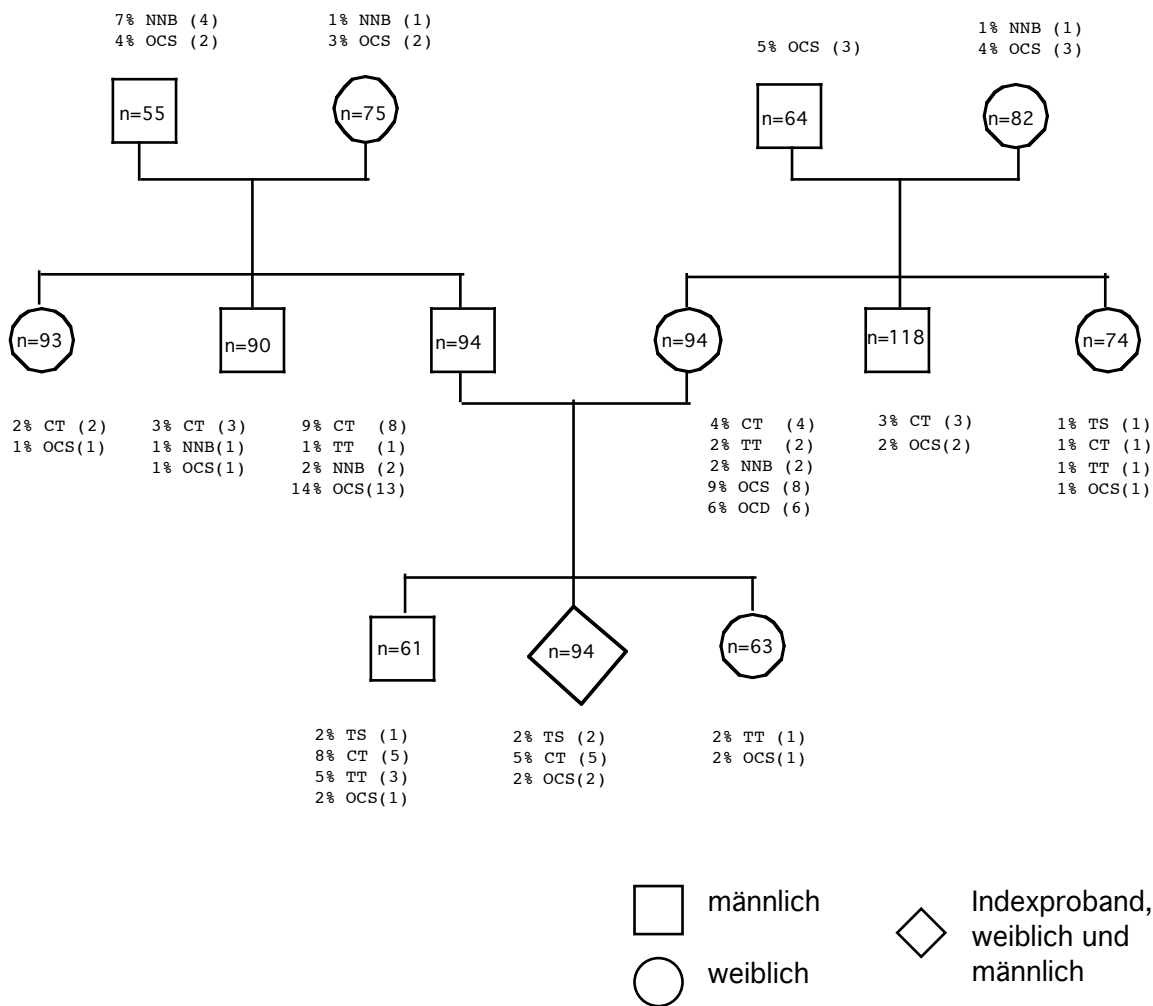 7% NNB (4)
4% OCS (2)
1% NNB (1)
3% OCS (2)
5% OCS (3)
1% NNB (1)
4% OCS (3)
n=55
n=75
n=64
n=82
n=93
n=90
n=94
n=94
n=118
n=74
2% CT (2)
1% OCS(1)
3% CT (3)
1% NNB(1)
1% OCS(1)
9% CT (8)
1% TT (1)
2% NNB (2)
14% OCS(13)
4% CT (4)
2% TT (2)
2% NNB (2)
9% OCS (8)
6% OCD (6)
3% CT (3)
2% OCS(2)
1% TS (1)
1% CT (1)
1% TT (1)
1% OCS(1)
n=61
n=94
n=63
2% TS (1)
8% CT (5)
5% TT (3)
2% OCS(1)
2% TS (2)
5% CT (5)
2% OCS(2)
2% TT (1)
2% OCS(1)
männlich
weiblich
Indexproband,
weiblich und
männlich